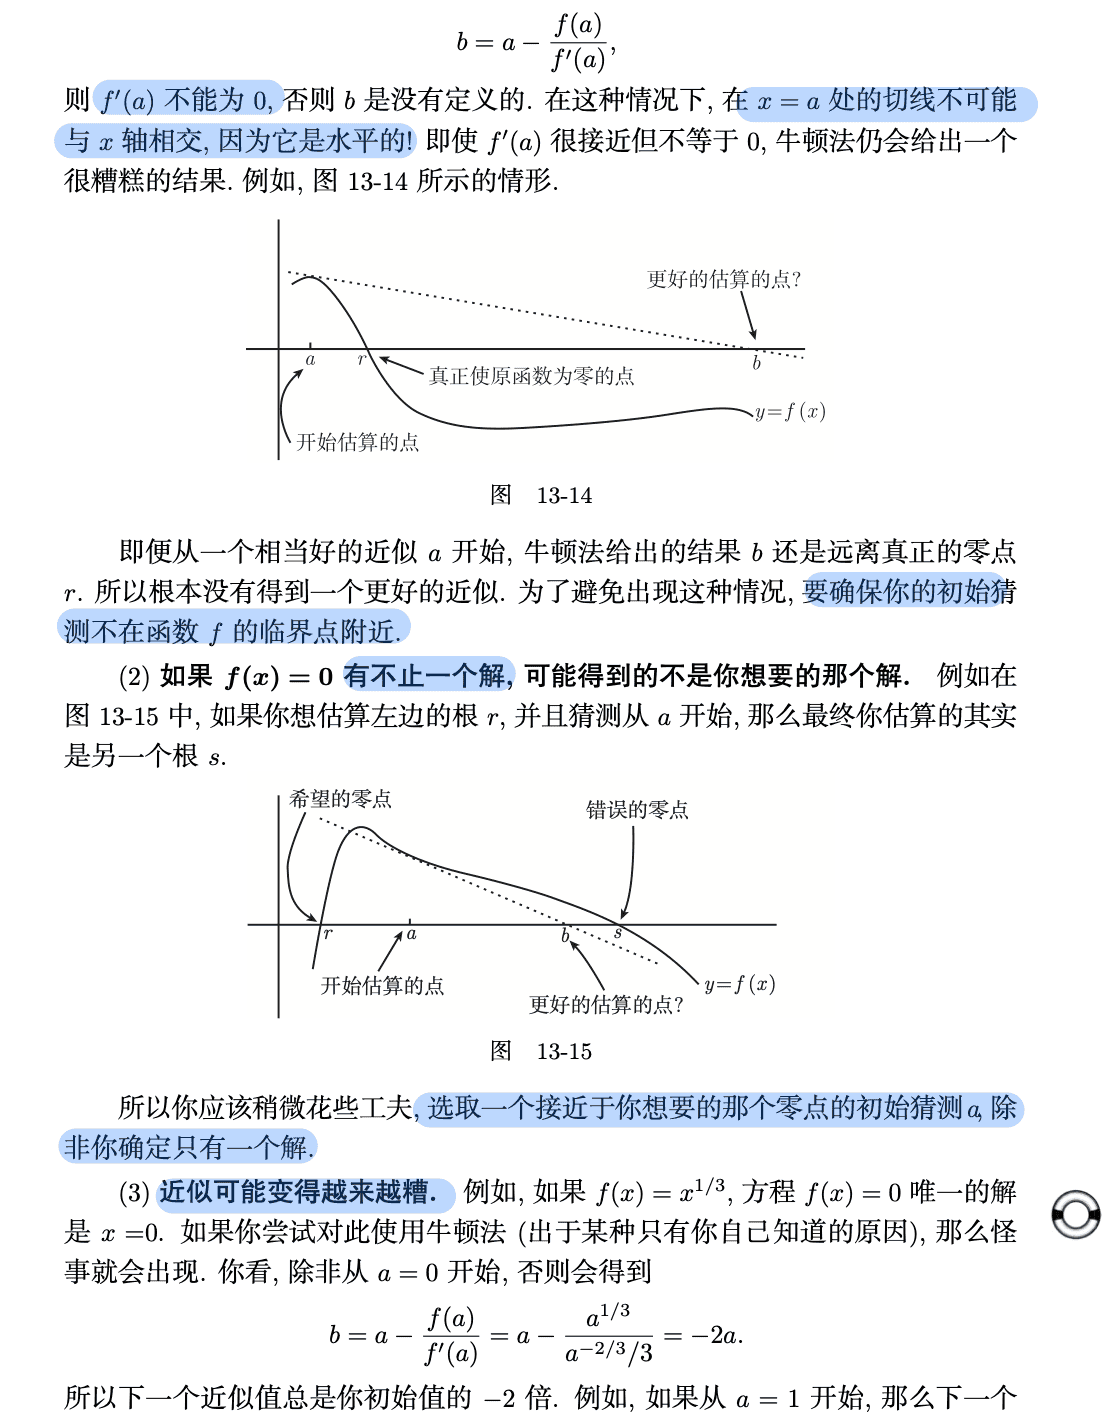 b = a − f(a)/f′(a),
则 f′(a) 不能为 0, 否则 b 是没有定义的. 在这种情况下, 在 x = a 处的切线不可能
与 x 轴相交, 因为它是水平的! 即使 f′(a) 很接近但不等于 0, 牛顿法仍会给出一个
很糟糕的结果. 例如, 图 13-14 所示的情形.
更好的估算的点?
a
r
b
真正使原函数为零的点
y=f(x)
开始估算的点
图 13-14
即便从一个相当好的近似 a 开始, 牛顿法给出的结果 b 还是远离真正的零点
r. 所以根本没有得到一个更好的近似. 为了避免出现这种情况, 要确保你的初始猜
测不在函数 f 的临界点附近.
(2) 如果 f(x) = 0 有不止一个解, 可能得到的不是你想要的那个解. 例如在
图 13-15 中, 如果你想估算左边的根 r, 并且猜测从 a 开始, 那么最终你估算的其实
是另一个根 s.
希望的零点
错误的零点
r
a
b
s
开始估算的点
y=f(x)
更好的估算的点?
图 13-15
所以你应该稍微花些工夫, 选取一个接近于你想要的那个零点的初始猜测 a, 除
非你确定只有一个解.
(3) 近似可能变得越来越糟. 例如, 如果 f(x) = x^{1/3}, 方程 f(x) = 0 唯一的解
是 x =0. 如果你尝试对此使用牛顿法 (出于某种只有你自己知道的原因), 那么怪
事就会出现. 你看, 除非从 a = 0 开始, 否则会得到
b = a − f(a)/f′(a) = a − a^{1/3}/(a^{−2/3}/3) = −2a.
所以下一个近似值总是你初始值的 −2 倍. 例如, 如果从 a = 1 开始, 那么下一个